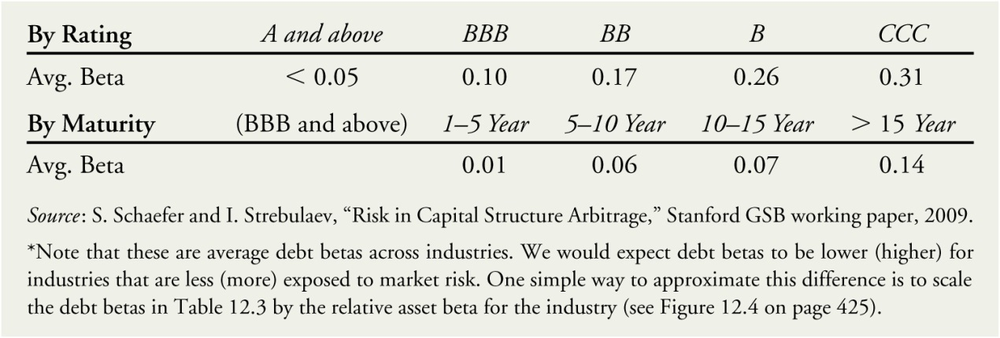 By Rating A and above BBB BB B CCC
Avg. Beta < 0.05 0.10 0.17 0.26 0.31
By Maturity (BBB and above) 1–5 Year 5–10 Year 10–15 Year > 15 Year
Avg. Beta 0.01 0.06 0.07 0.14
Source: S. Schaefer and I. Strebulaev, “Risk in Capital Structure Arbitrage,” Stanford GSB working paper, 2009.
*Note that these are average debt betas across industries. We would expect debt betas to be lower (higher) for
industries that are less (more) exposed to market risk. One simple way to approximate this difference is to scale
the debt betas in Table 12.3 by the relative asset beta for the industry (see Figure 12.4 on page 425).